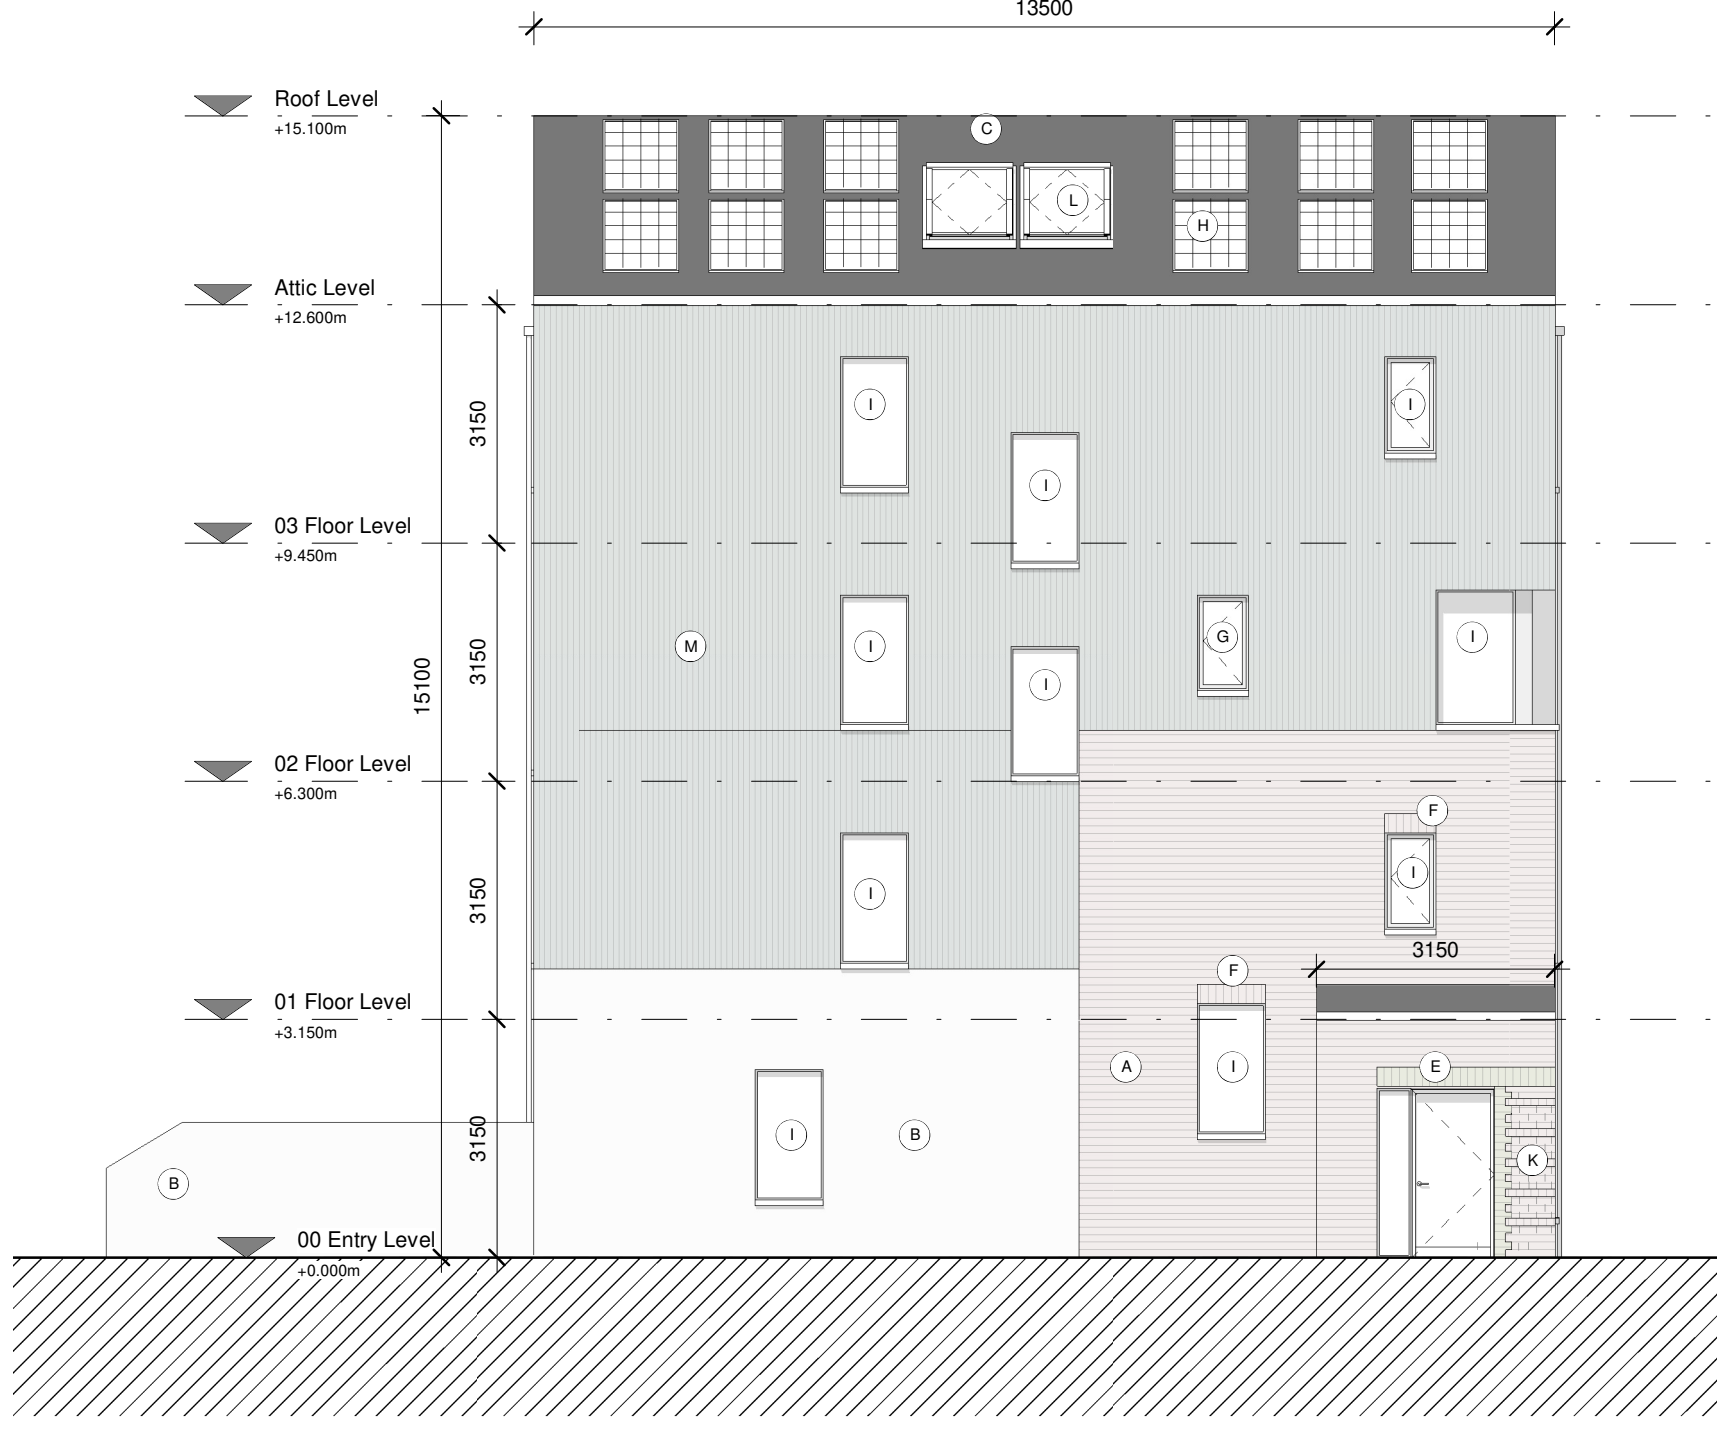 13500
Roof Level
+15.100m
C
L
H
Attic Level
+12.600m
3150
I
I
I
03 Floor Level
+9.450m
15100
3150
M
I
I
G
I
02 Floor Level
+6.300m
F
3150
I
I
3150
F
01 Floor Level
+3.150m
A
I
E
3150
I
B
K
B
00 Entry Level
+0.000m